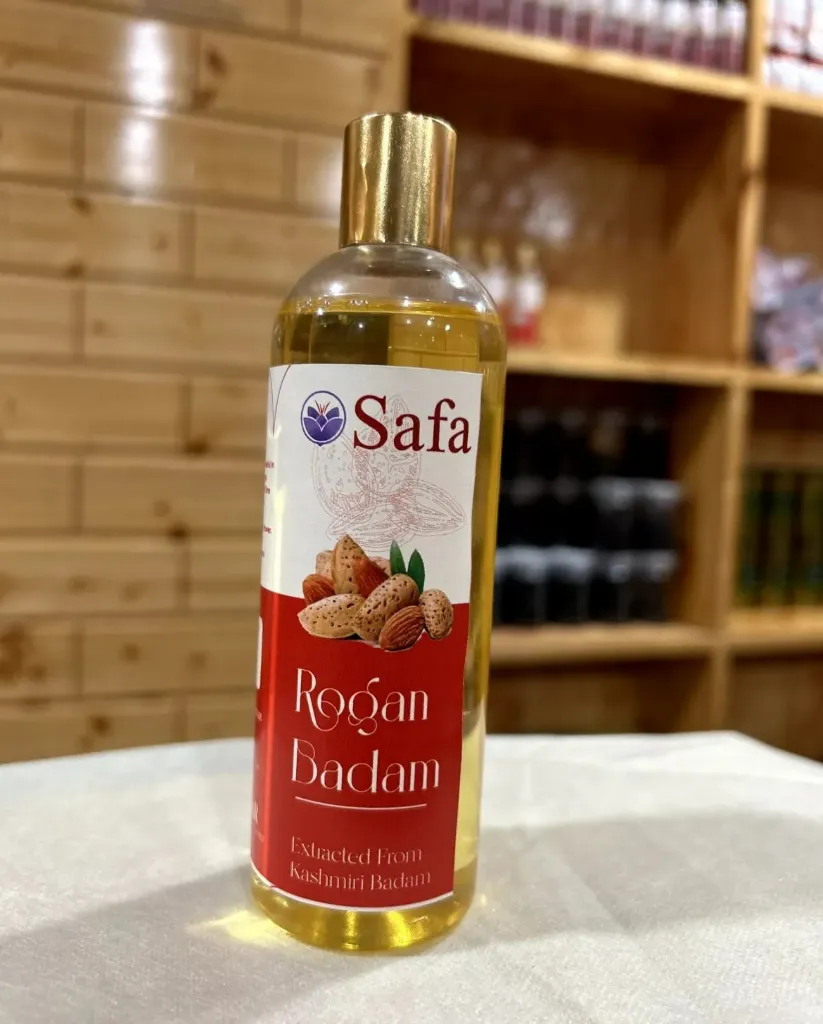 Safa
Rogan
Badam
Extracted From
Kashmiri Badam